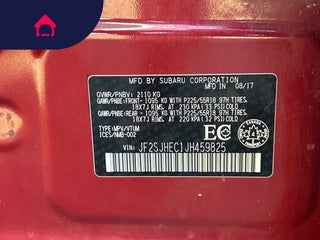 MFD BY SUBARU CORPORATION
08/17
GVWR/PNBV: 2110 KG
GAWR/PNBE:FRONT- 1095 KG WITH P225/55R18 97H TIRES.
18X7J RIMS. AT 230 KPA (33 PSI) COLD
GAWR/PNBE:REAR - 1095 KG WITH P225/55R18 97H TIRES.
18X7J RIMS. AT 220 KPA (32 PSI) COLD
TYPE:MPV/VTUM
ICES/NMB-002
EC
VIN: JF2SJHEC1JH459825